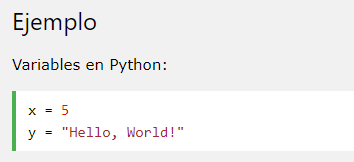 Ejemplo
Variables en Python:
x = 5
y = "Hello, World!"